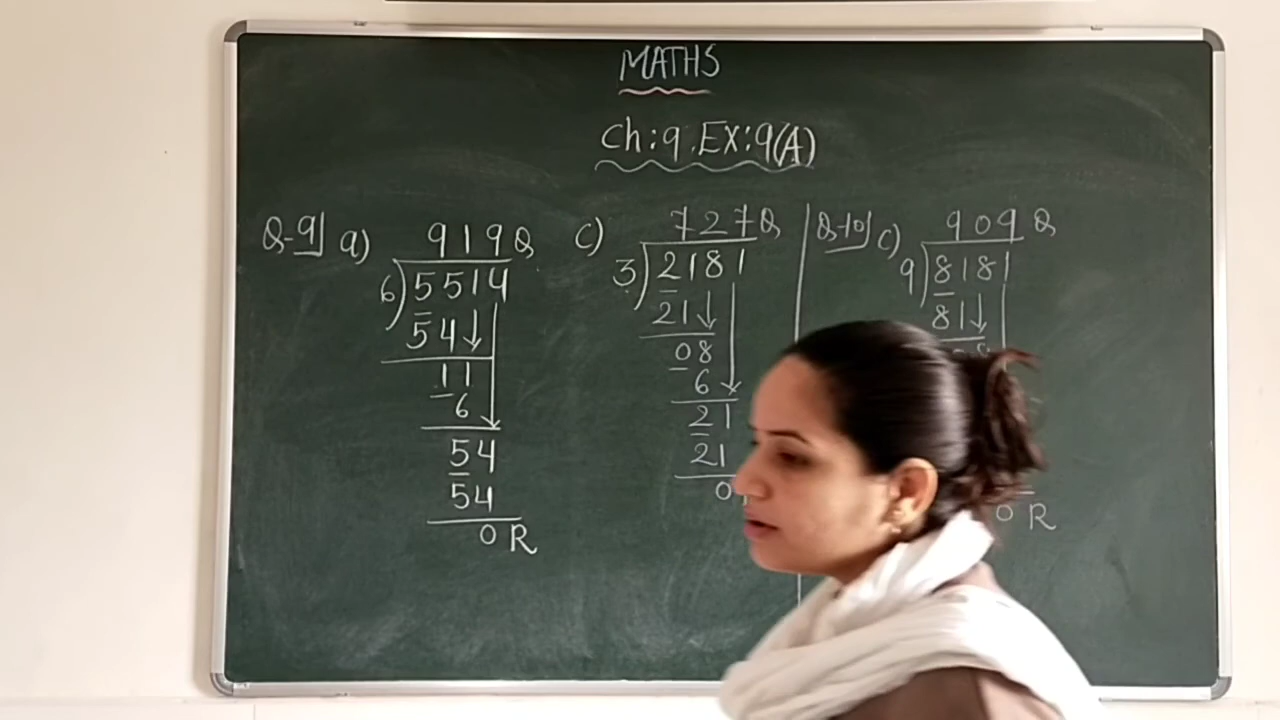 MATHS
Ch:9. Ex:9(A)
Q-9 a)
919 Q
6)5514
54
11
6
54
54
0 R
c)
727 Q
3)2181
21
08
6
21
21
0
Q-10 c)
909 Q
9)8181
81
0 R